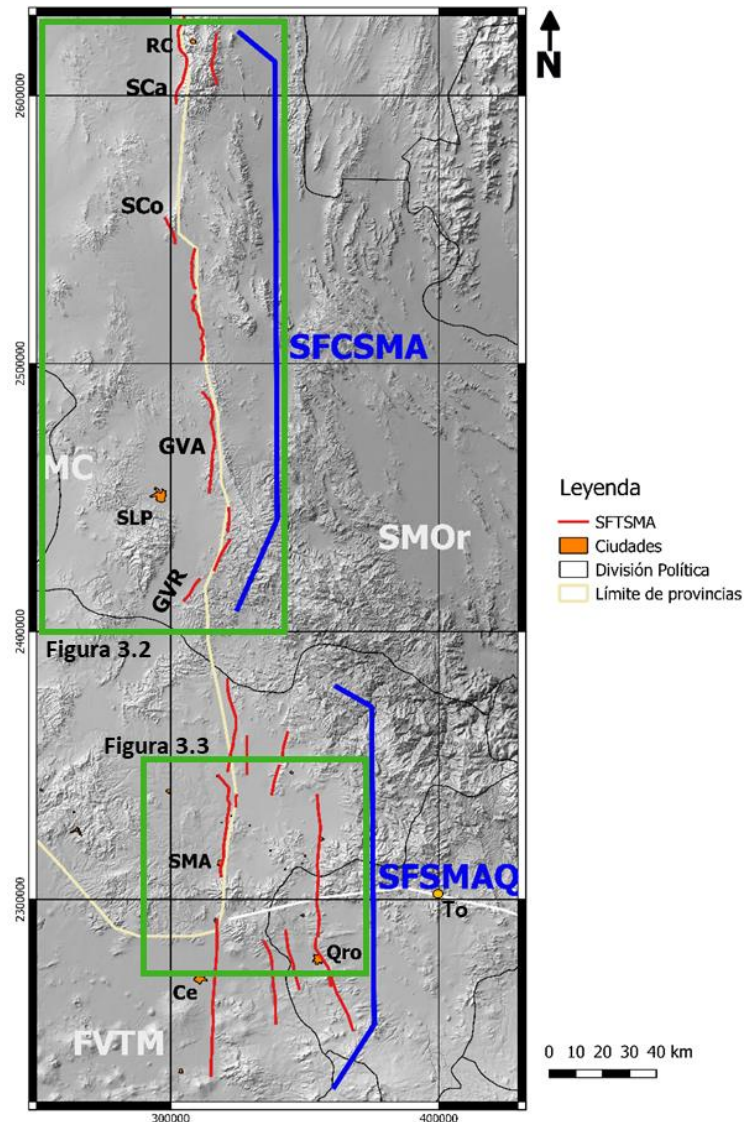 N
RC
SCa
2600000
SCo
SFCSMA
2500000
GVA
MC
SLP
SMOr
GVR
2400000
Figura 3.2
Figura 3.3
SMA
SFSMAQ
2300000
To
Qro
Ce
FVTM
300000
400000
Leyenda
SFTSMA
Ciudades
División Política
Límite de provincias
0 10 20 30 40 km